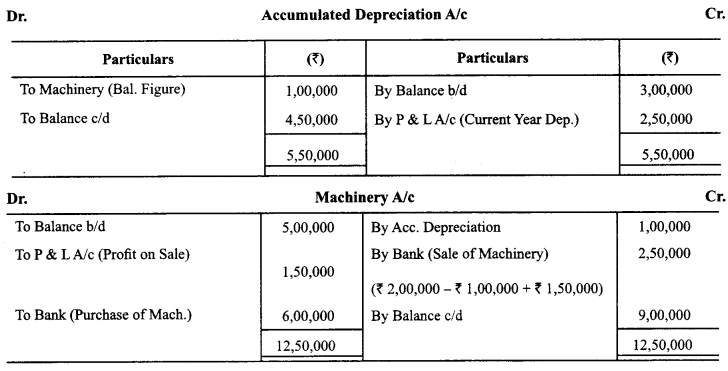 Dr. Accumulated Depreciation A/c Cr.
Particulars (₹) Particulars (₹)
To Machinery (Bal. Figure) 1,00,000 By Balance b/d 3,00,000
To Balance c/d 4,50,000 By P & L A/c (Current Year Dep.) 2,50,000
5,50,000 5,50,000
Dr. Machinery A/c Cr.
To Balance b/d 5,00,000 By Acc. Depreciation 1,00,000
To P & L A/c (Profit on Sale) By Bank (Sale of Machinery) 2,50,000
1,50,000
(₹ 2,00,000 – ₹ 1,00,000 + ₹ 1,50,000)
To Bank (Purchase of Mach.) 6,00,000 By Balance c/d 9,00,000
12,50,000 12,50,000